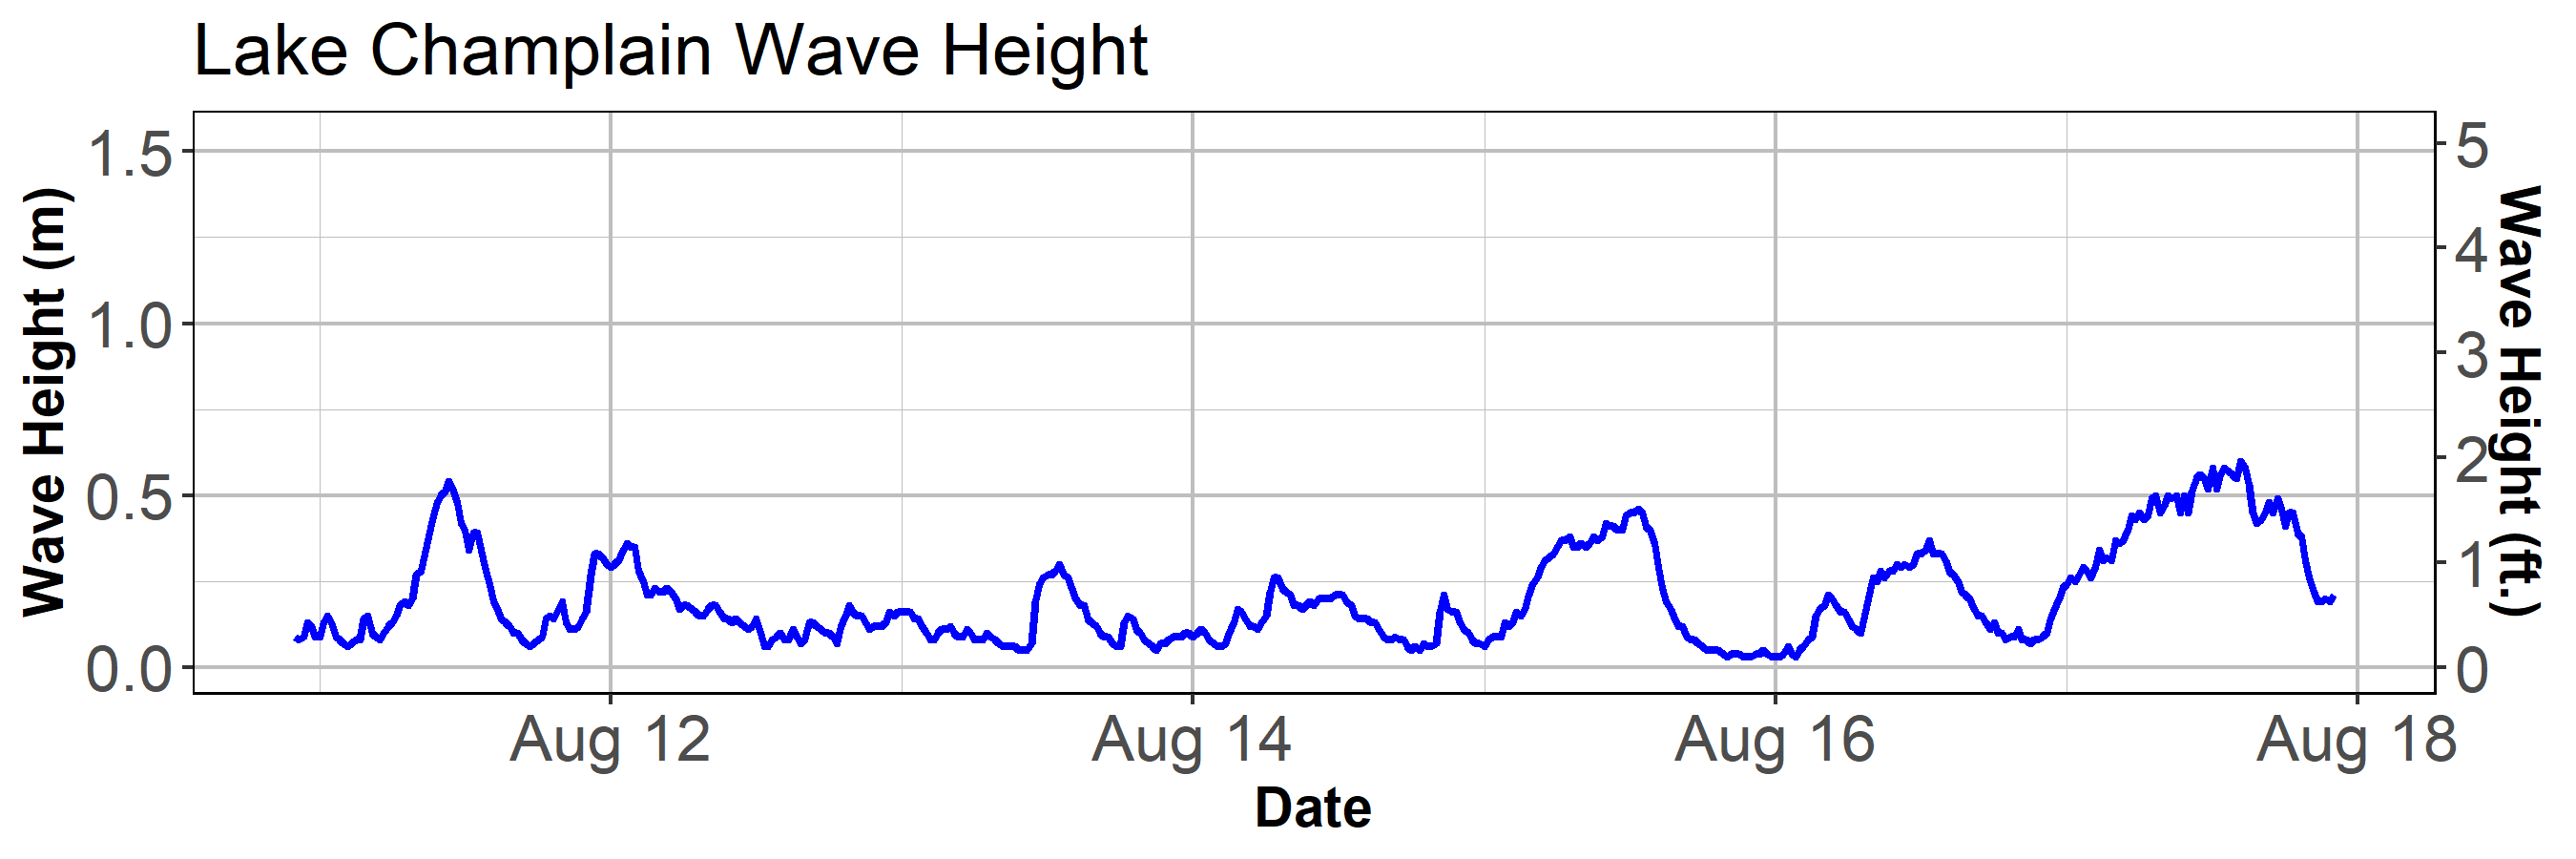 Lake Champlain Wave Height
Wave Height (m)
1.5
1.0
0.5
0.0
5
4
3
2
1
0
Wave Height (ft.)
Aug 12
Aug 14
Aug 16
Aug 18
Date